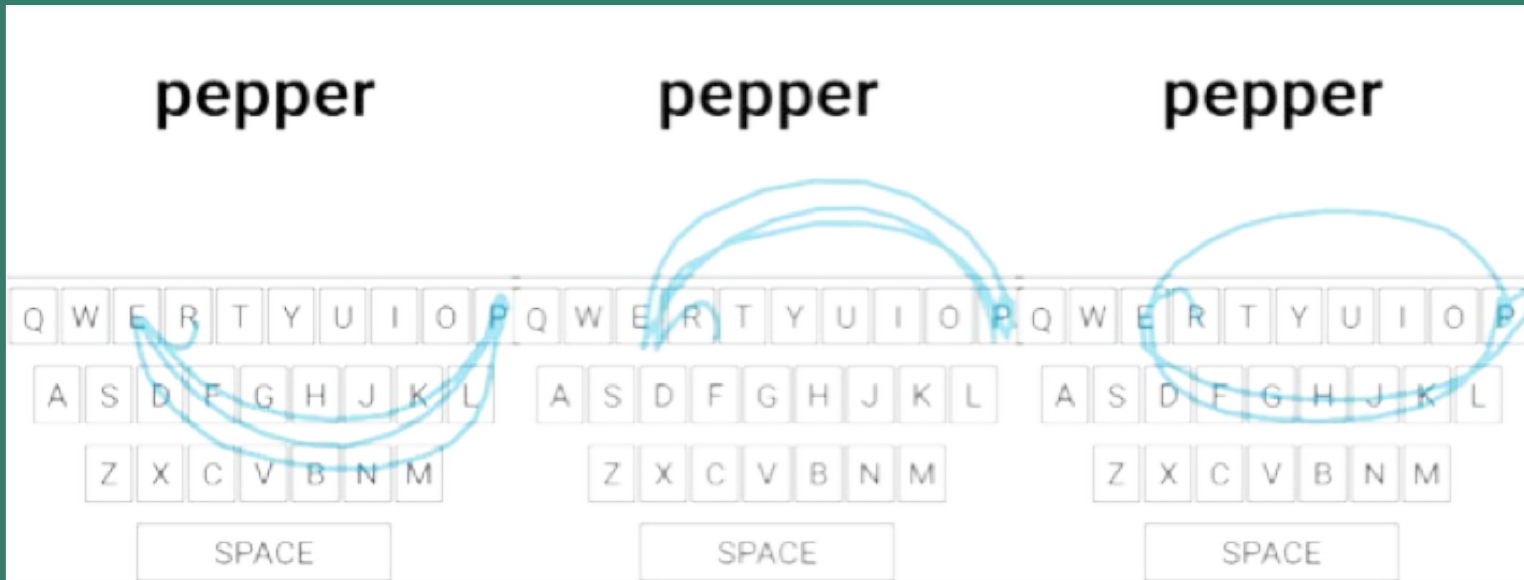 pepper pepper pepper
Q W E R T Y U I O P Q W E R T Y U I O P Q W E R T Y U I O P
A S D F G H J K L A S D F G H J K L A S D F G H J K L
Z X C V B N M Z X C V B N M Z X C V B N M
SPACE SPACE SPACE